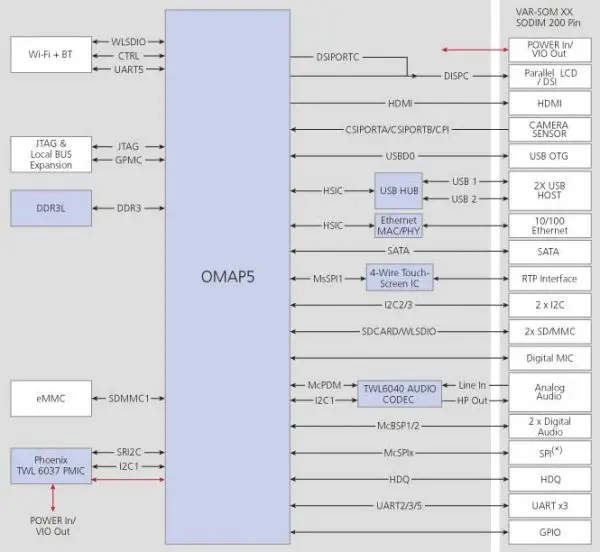 VAR-SOM XX
SODIM 200 Pin
Wi-Fi + BT
WLSDIO
CTRL
UART5
JTAG &
Local BUS
Expansion
JTAG
GPMC
DDR3L
DDR3
eMMC
SDMMC1
Phoenix
TWL 6037 PMIC
SRI2C
I2C1
POWER In/
VIO Out
OMAP5
POWER In/
VIO Out
DSIPORTC
DISPC
Parallel LCD
/ DSI
HDMI
HDMI
CSIPORTA/CSIPORTB/CPI
CAMERA
SENSOR
USBD0
USB OTG
HSIC
USB HUB
USB 1
USB 2
2X USB
HOST
HSIC
Ethernet
MAC/PHY
10/100
Ethernet
SATA
SATA
MsSPI1
4-Wire Touch-
Screen IC
RTP Interface
I2C2/3
2 x I2C
SDCARD/WLSDIO
2x SD/MMC
Digital MIC
McPDM
I2C1
TWL6040 AUDIO
CODEC
Line In
HP Out
Analog
Audio
McBSP1/2
2 x Digital
Audio
McSPIx
SPI(*)
HDQ
HDQ
UART2/3/5
UART x3
GPIO